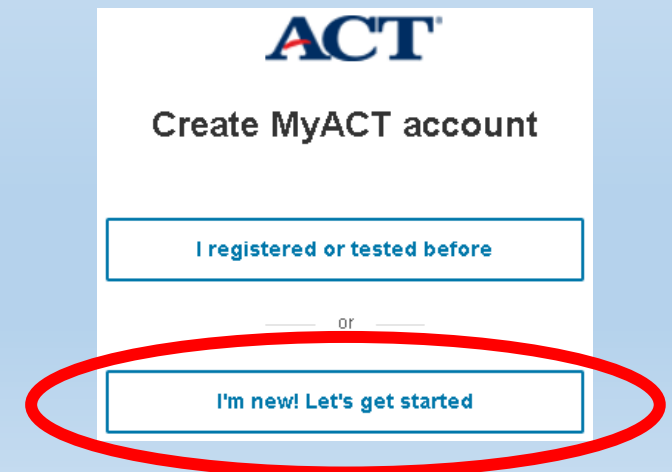 ACT
Create MyACT account
I registered or tested before
or
I'm new! Let's get started